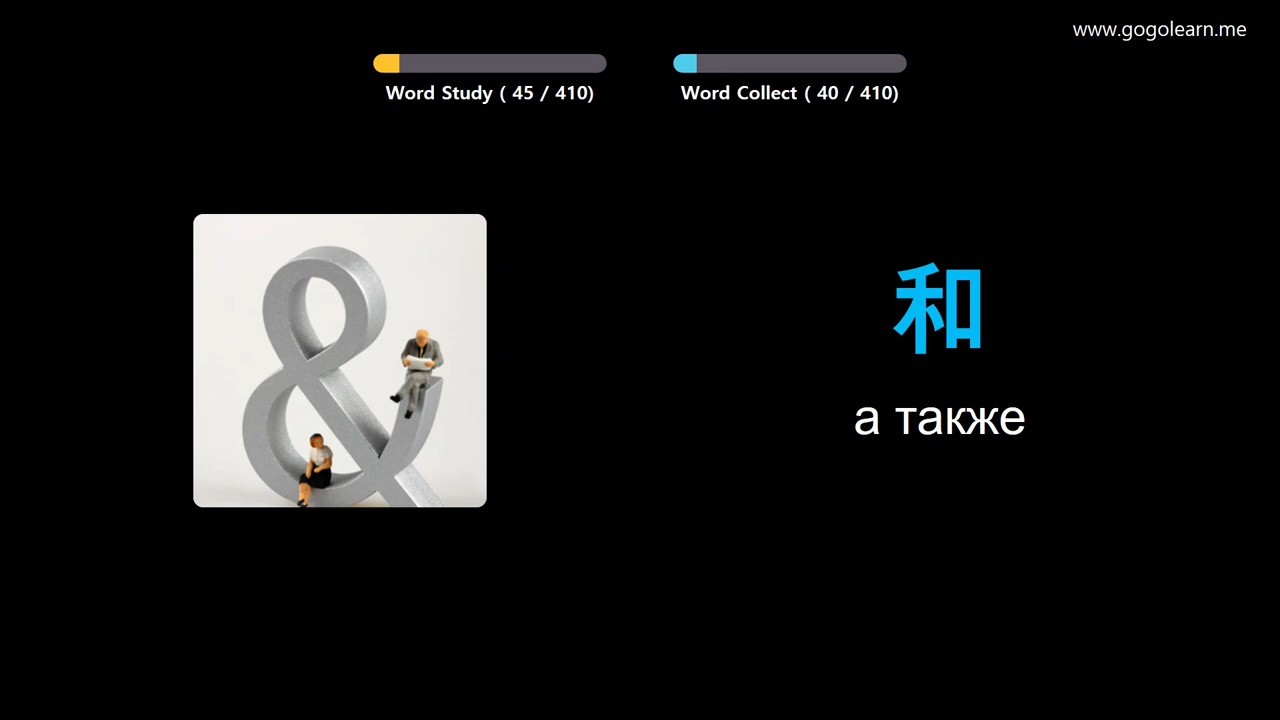 www.gogolearn.me
Word Study ( 45 / 410)
Word Collect ( 40 / 410)
&
和
а также